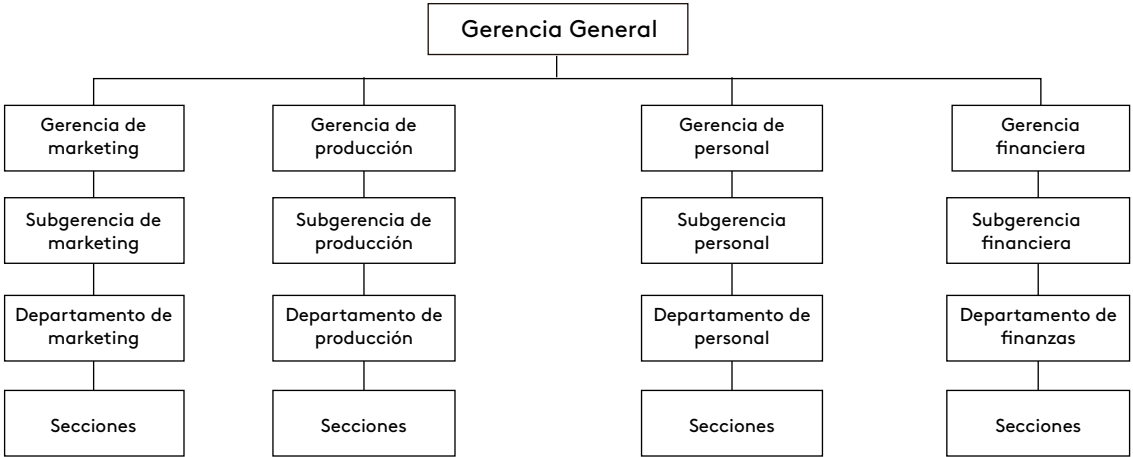 Gerencia General
Gerencia de
marketing
Gerencia de
producción
Gerencia de
personal
Gerencia
financiera
Subgerencia de
marketing
Subgerencia de
producción
Subgerencia
personal
Subgerencia
financiera
Departamento de
marketing
Departamento de
producción
Departamento de
personal
Departamento de
finanzas
Secciones
Secciones
Secciones
Secciones